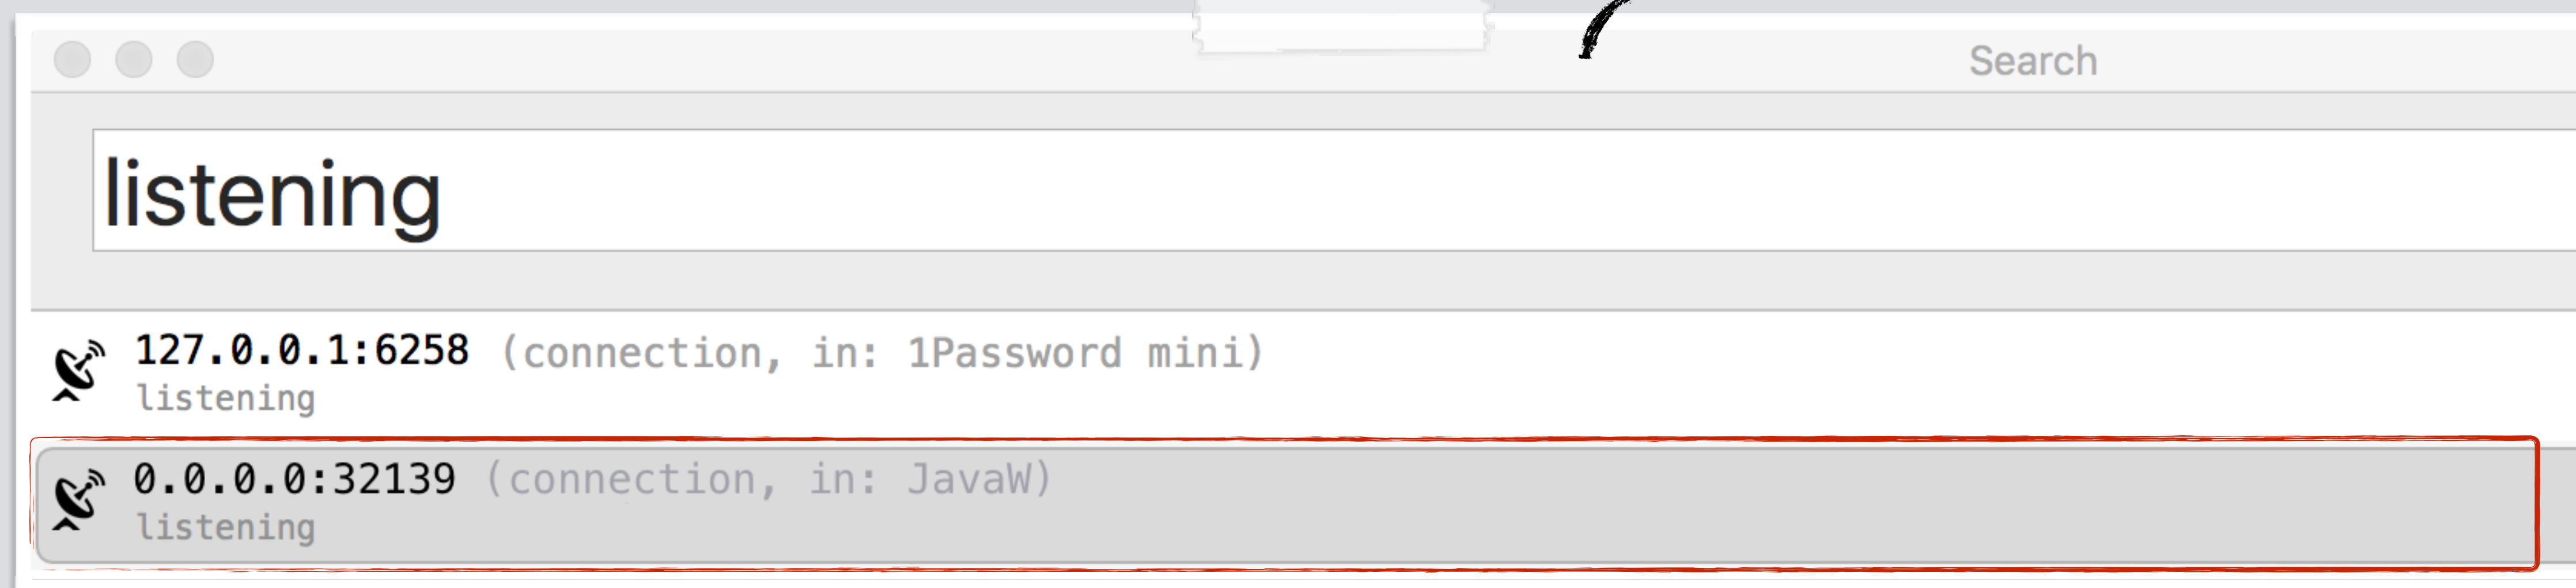 Search
listening
127.0.0.1:6258 (connection, in: 1Password mini)
listening
0.0.0.0:32139 (connection, in: JavaW)
listening